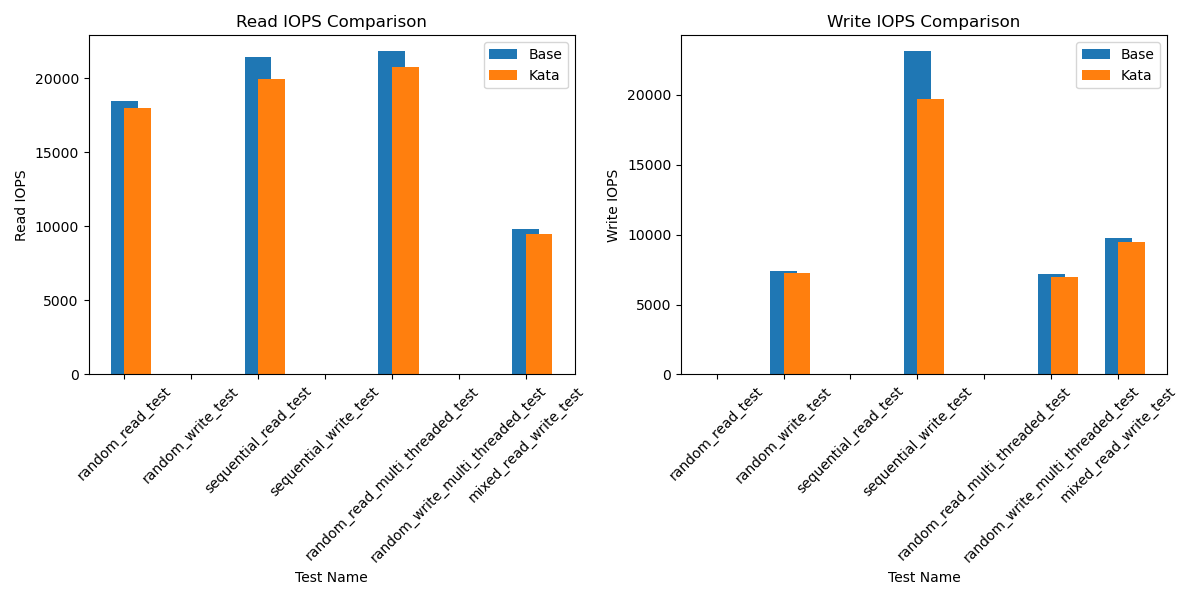 Read IOPS Comparison
Read IOPS
20000
15000
10000
5000
0
Base
Kata
random_read_test
random_write_test
sequential_read_test
sequential_write_test
random_read_multi_threaded_test
random_write_multi_threaded_test
mixed_read_write_test
Test Name
Write IOPS Comparison
Write IOPS
20000
15000
10000
5000
0
Base
Kata
random_read_test
random_write_test
sequential_read_test
sequential_write_test
random_read_multi_threaded_test
random_write_multi_threaded_test
mixed_read_write_test
Test Name